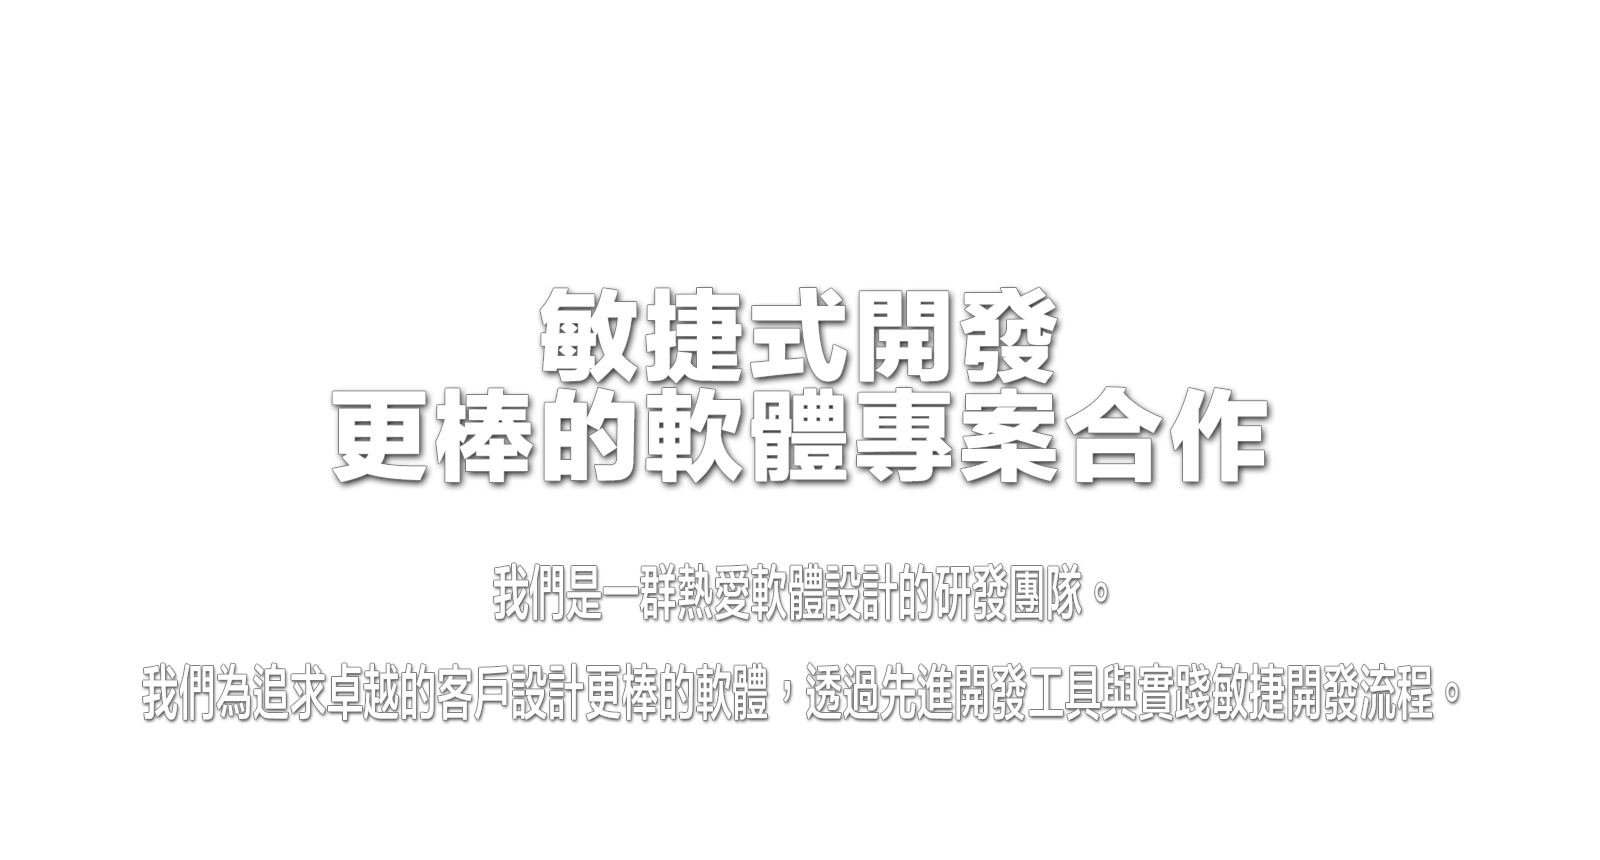 敏捷式開發
更棒的軟體專案合作
我們是一群熱愛軟體設計的研發團隊。
我們為追求卓越的客戶設計更棒的軟體，透過先進開發工具與實踐敏捷開發流程。